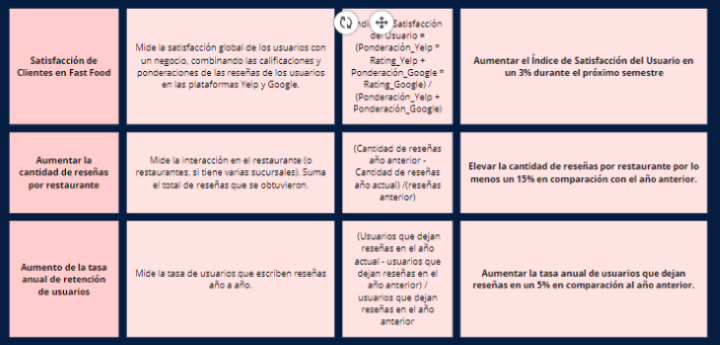 Satisfacción de
Clientes en Fast Food
Mide la satisfacción global de los usuarios con
un negocio, combinando las calificaciones y
ponderaciones de las reseñas de los usuarios
en las plataformas Yelp y Google.
Satisfacción
del Usuario =
(Ponderación_Yelp *
Rating_Yelp +
Ponderación_Google *
Rating_Google) /
(Ponderación_Yelp +
Ponderación_Google)
Aumentar el Índice de Satisfacción del Usuario en
un 3% durante el próximo semestre
Aumentar la
cantidad de reseñas
por restaurante
Mide la interacción en el restaurante (o
restaurantes, si tiene varias sucursales). Suma
el total de reseñas que se obtuvieron.
(Cantidad de reseñas
año anterior -
Cantidad de reseñas
año actual) /(reseñas
anterior)
Elevar la cantidad de reseñas por restaurante por lo
menos un 15% en comparación con el año anterior.
Aumento de la tasa
anual de retención
de usuarios
Mide la tasa de usuarios que escriben reseñas
año a año.
(Usuarios que dejan
reseñas en el año
actual - usuarios que
dejan reseñas en el
año anterior) /
usuarios que dejan
reseñas en el año
anterior
Aumentar la tasa anual de usuarios que dejan
reseñas en un 5% en comparación al año anterior.